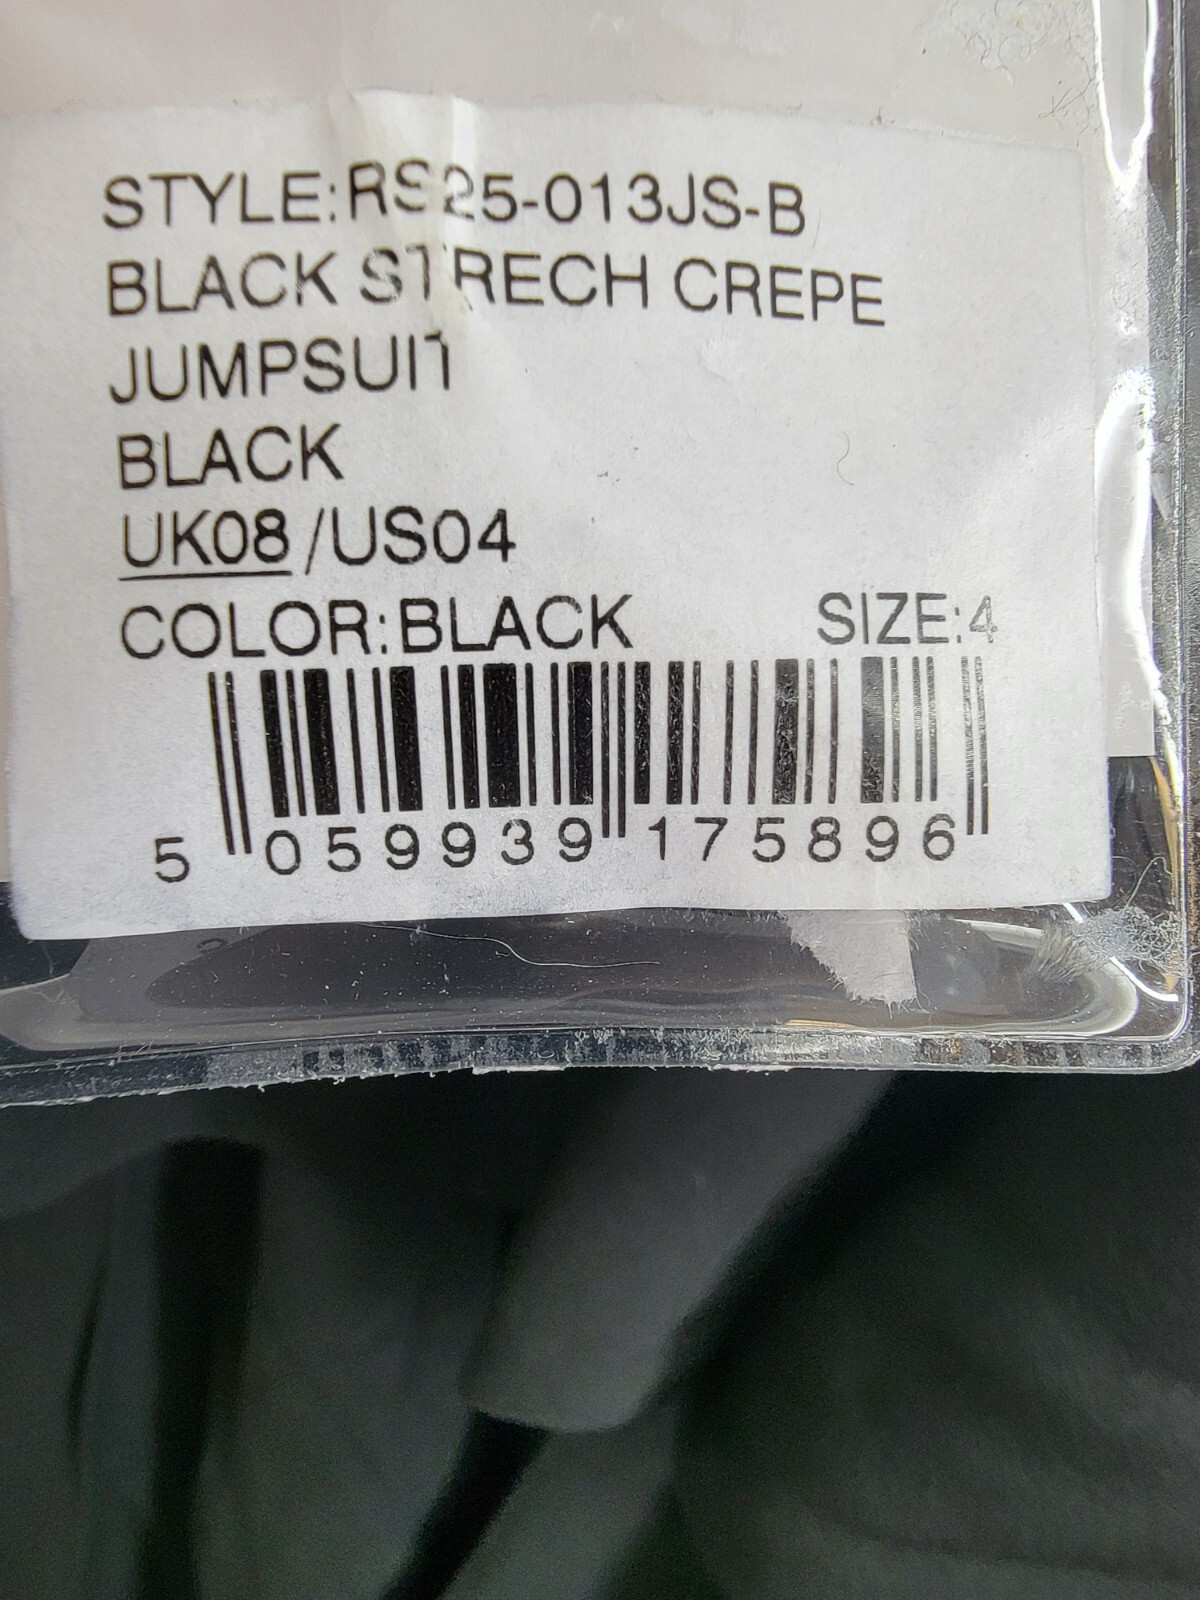 STYLE:RS25-013JS-B
BLACK STRECH CREPE
JUMPSUIT
BLACK
UK08/US04
COLOR:BLACK SIZE:4
5 059939 175896